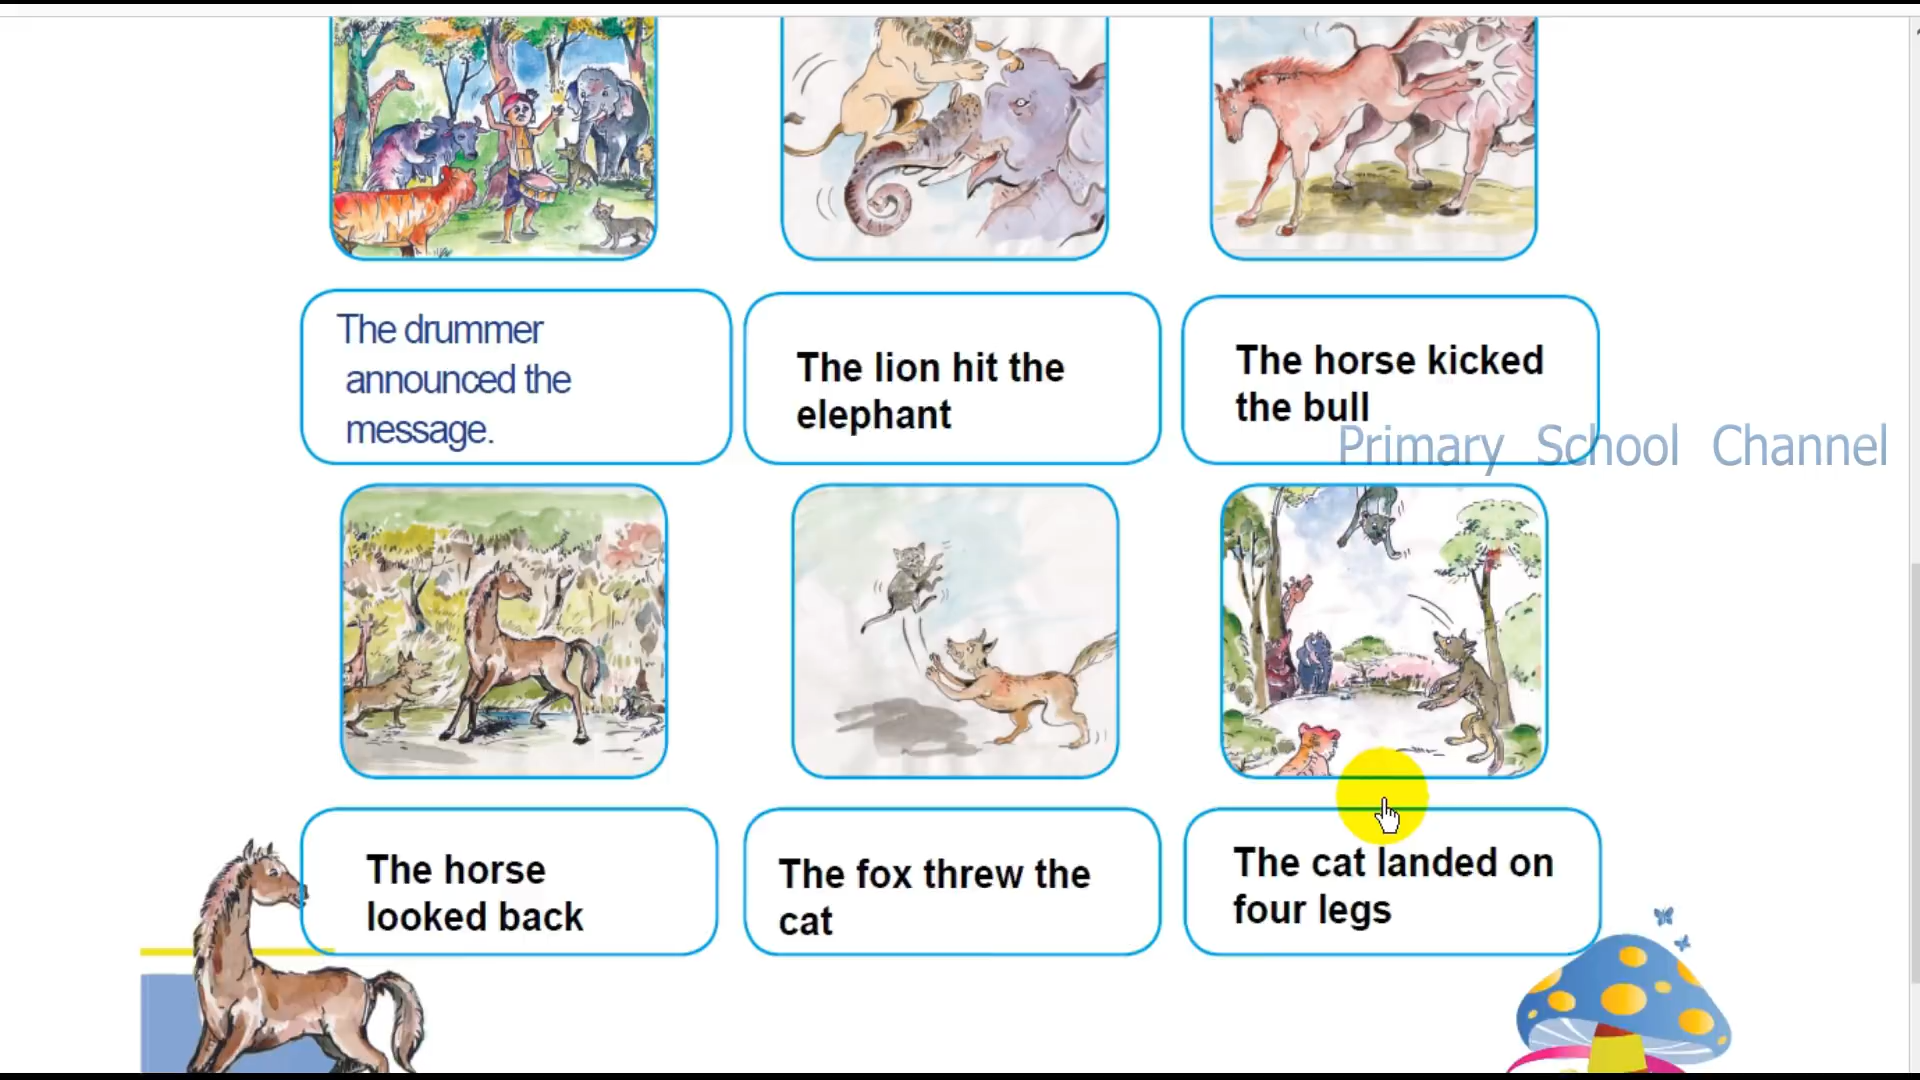 The drummer
announced the
message.
The lion hit the
elephant
The horse kicked
the bull
Primary School Channel
The horse
looked back
The fox threw the
cat
The cat landed on
four legs